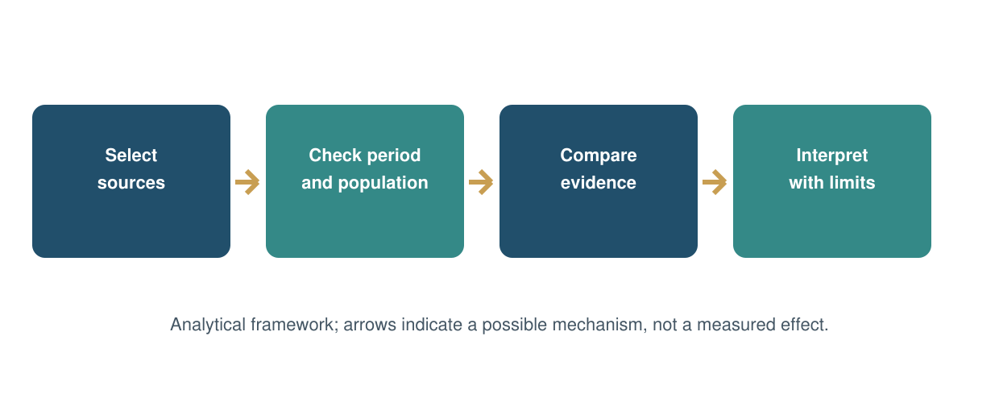 Select
sources
Check period
and population
Compare
evidence
Interpret
with limits
Analytical framework; arrows indicate a possible mechanism, not a measured effect.